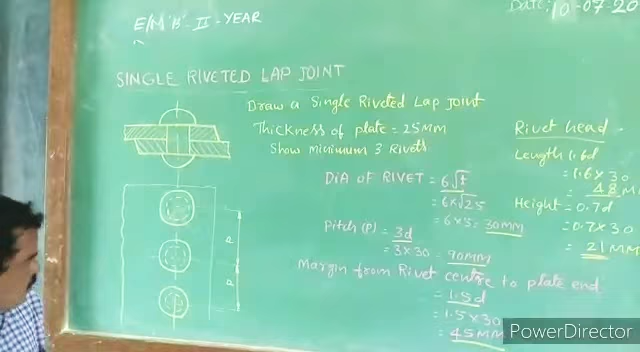 Date: 10-07-20
E/M 'B' - II - YEAR
SINGLE RIVETED LAP JOINT
Draw a Single Riveted Lap Joint
Thickness of plate = 25MM
Show Minimum 3 Rivets.
DiA OF RIVET = 6√t
= 6×√25
= 6×5 = 30MM
Pitch (P) = 3d
= 3×30 = 90MM
Margin from Rivet centre to plate end
= 1.5d
= 1.5×30
= 45MM
Rivet head -
Length 1.6d
= 1.6×30
= 48M
Height = 0.7d
= 0.7×30
= 21MM
P
P
PowerDirector